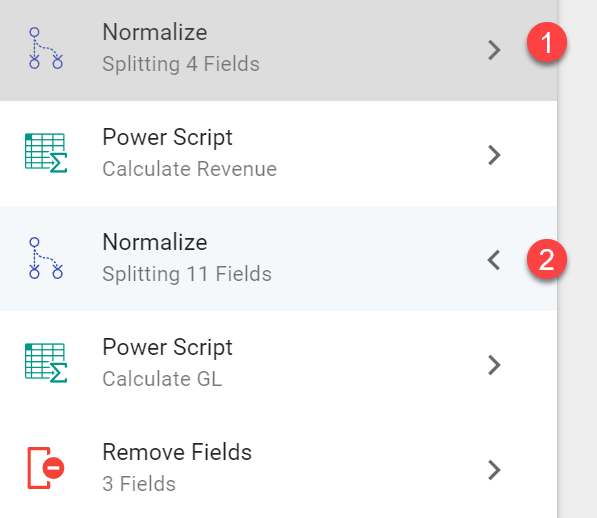 Normalize
Splitting 4 Fields
1
Power Script
Calculate Revenue
Normalize
Splitting 11 Fields
2
Power Script
Calculate GL
Remove Fields
3 Fields